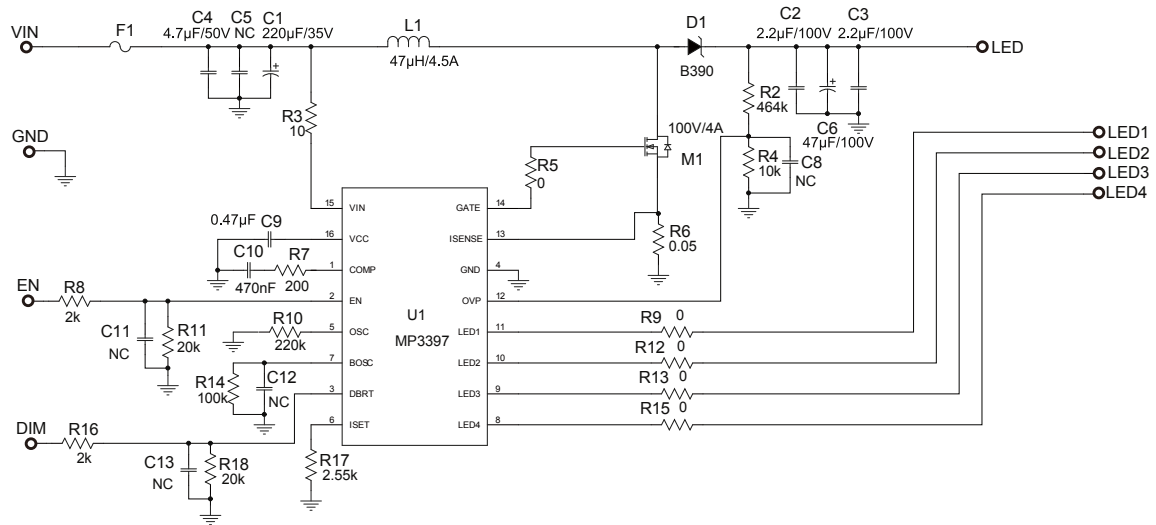 VIN
F1
C4
4.7µF/50V
C5
NC
C1
220µF/35V
+
L1
47µH/4.5A
D1
B390
C2
2.2µF/100V
C3
2.2µF/100V
LED
R3
10
R2
464k
+
C6
47µF/100V
100V/4A
M1
GND
R5
0
R4
10k
C8
NC
LED1
LED2
LED3
LED4
15
VIN
GATE
14
0.47µF
C9
16
VCC
ISENSE
13
R6
0.05
C10
470nF
R7
200
1
COMP
GND
4
EN
R8
2k
2
EN
OVP
12
C11
NC
R11
20k
R10
220k
5
OSC
U1
MP3397
LED1
11
R9
0
7
BOSC
LED2
10
R12
0
R14
100k
C12
NC
3
DBRT
LED3
9
R13
0
DIM
R16
2k
6
ISET
LED4
8
R15
0
C13
NC
R18
20k
R17
2.55k